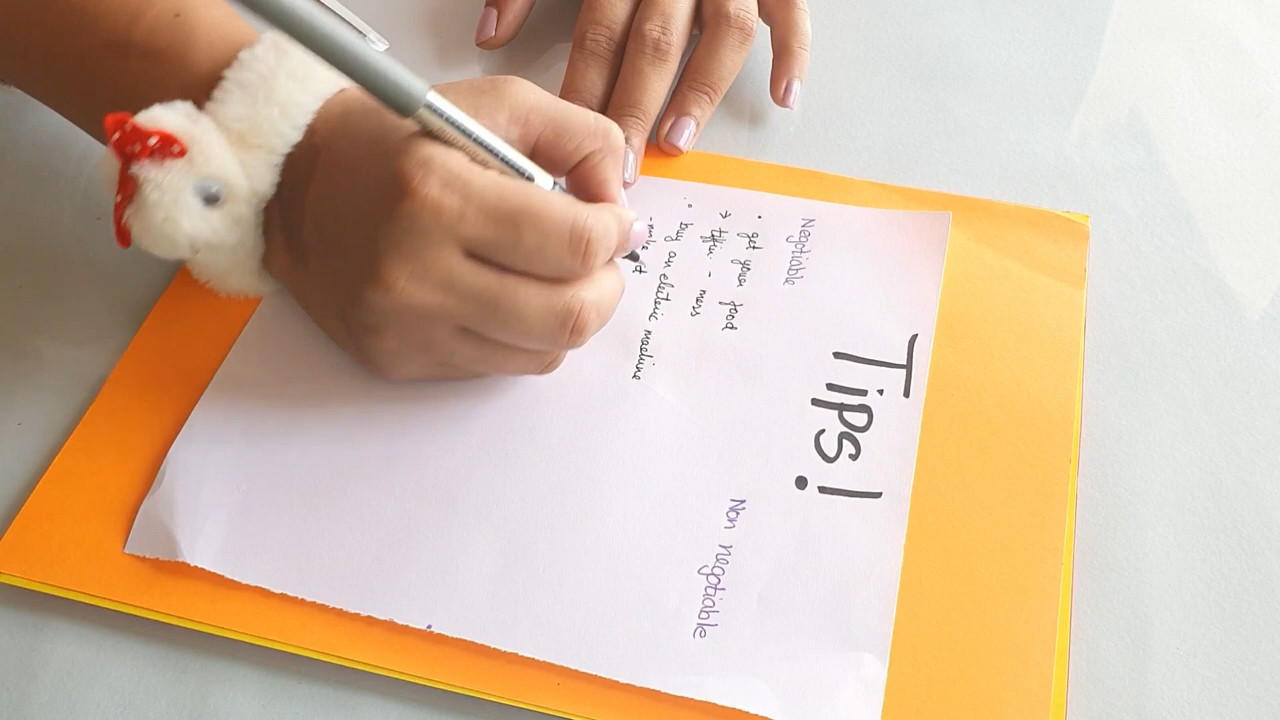 Tips!
Negotiable
• get your food
→ tiffin - mess
• buy an electric machine
Non negotiable